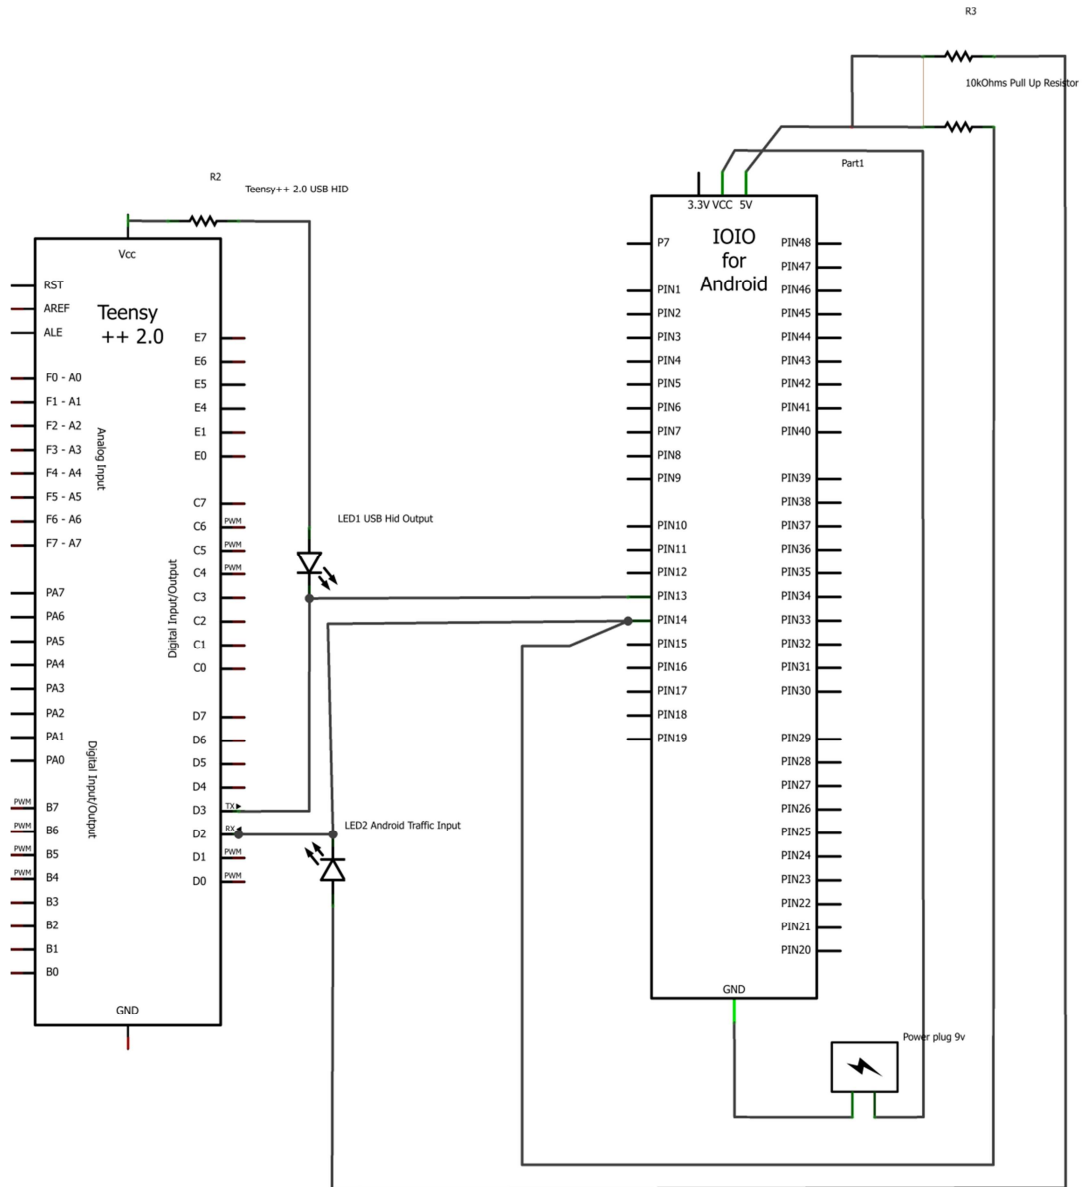 R3
10kOhms Pull Up Resistor
Part1
R2
Teensy++ 2.0 USB HID
Vcc
RST
AREF
ALE
Teensy
++ 2.0
F0 - A0
F1 - A1
F2 - A2
F3 - A3
F4 - A4
F5 - A5
F6 - A6
F7 - A7
Analog Input
PA7
PA6
PA5
PA4
PA3
PA2
PA1
PA0
Digital Input/Output
PWM B7
PWM B6
PWM B5
PWM B4
B3
B2
B1
B0
E7
E6
E5
E4
E1
E0
C7
C6 PWM
C5 PWM
C4 PWM
C3
C2
C1
C0
Digital Input/Output
D7
D6
D5
D4
D3 TX
D2 RX
D1 PWM
D0 PWM
GND
LED1 USB Hid Output
LED2 Android Traffic Input
3.3V VCC 5V
IOIO
for
Android
P7
PIN1
PIN2
PIN3
PIN4
PIN5
PIN6
PIN7
PIN8
PIN9
PIN10
PIN11
PIN12
PIN13
PIN14
PIN15
PIN16
PIN17
PIN18
PIN19
PIN48
PIN47
PIN46
PIN45
PIN44
PIN43
PIN42
PIN41
PIN40
PIN39
PIN38
PIN37
PIN36
PIN35
PIN34
PIN33
PIN32
PIN31
PIN30
PIN29
PIN28
PIN27
PIN26
PIN25
PIN24
PIN23
PIN22
PIN21
PIN20
GND
Power plug 9v